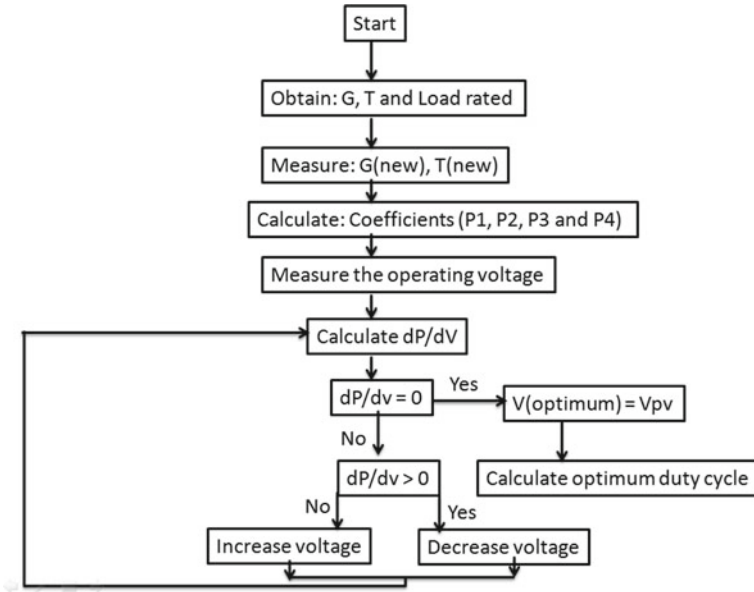 Start
Obtain: G, T and Load rated
Measure: G(new), T(new)
Calculate: Coefficients (P1, P2, P3 and P4)
Measure the operating voltage
Calculate dP/dV
dP/dv = 0
Yes
V(optimum) = Vpv
No
dP/dv > 0
Calculate optimum duty cycle
No
Yes
Increase voltage
Decrease voltage